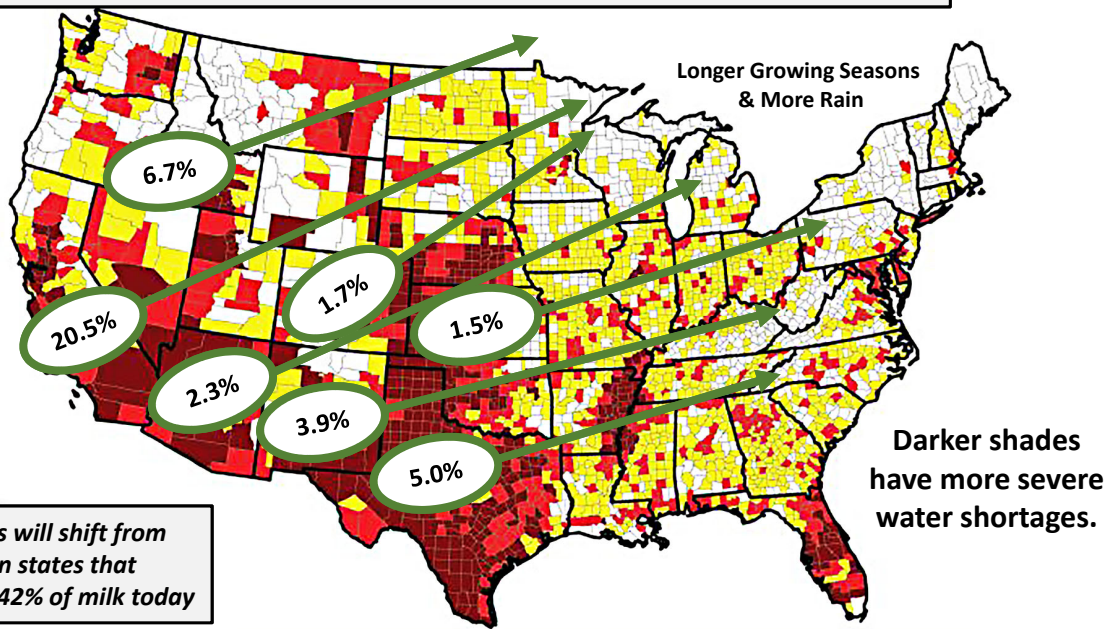 Longer Growing Seasons
& More Rain
6.7%
20.5%
1.7%
1.5%
2.3%
3.9%
5.0%
Darker shades
have more severe
water shortages.
s will shift from
n states that
42% of milk today